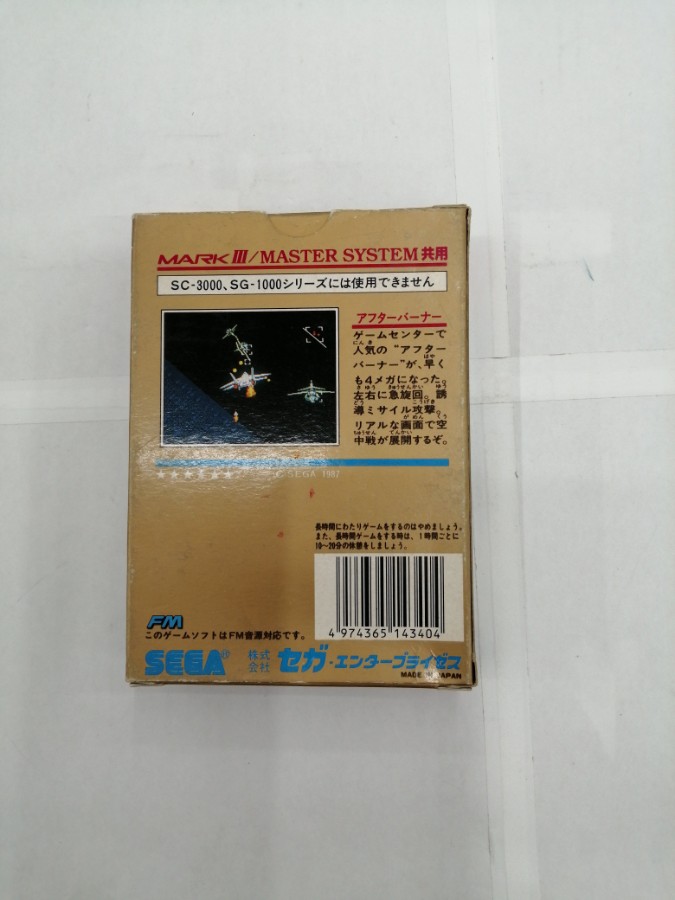 MARK III/MASTER SYSTEM共用
SC-3000、SG-1000シリーズには使用できません
アフターバーナー
ゲームセンターで
人気の“アフター
バーナー”が、早く
も4メガになった。
左右に急旋回。誘
導ミサイル攻撃。
リアルな画面で空
中戦が展開するぞ。
SEGA 1987
長時間にわたりゲームをするのはやめましょう。
また、長時間ゲームをする時は、1時間ごとに
10〜20分の休憩をしましょう。
4 974365 143404
FM
このゲームソフトはFM音源対応です。
SEGA® 株式会社 セガ・エンタープライゼス
MADE IN JAPAN